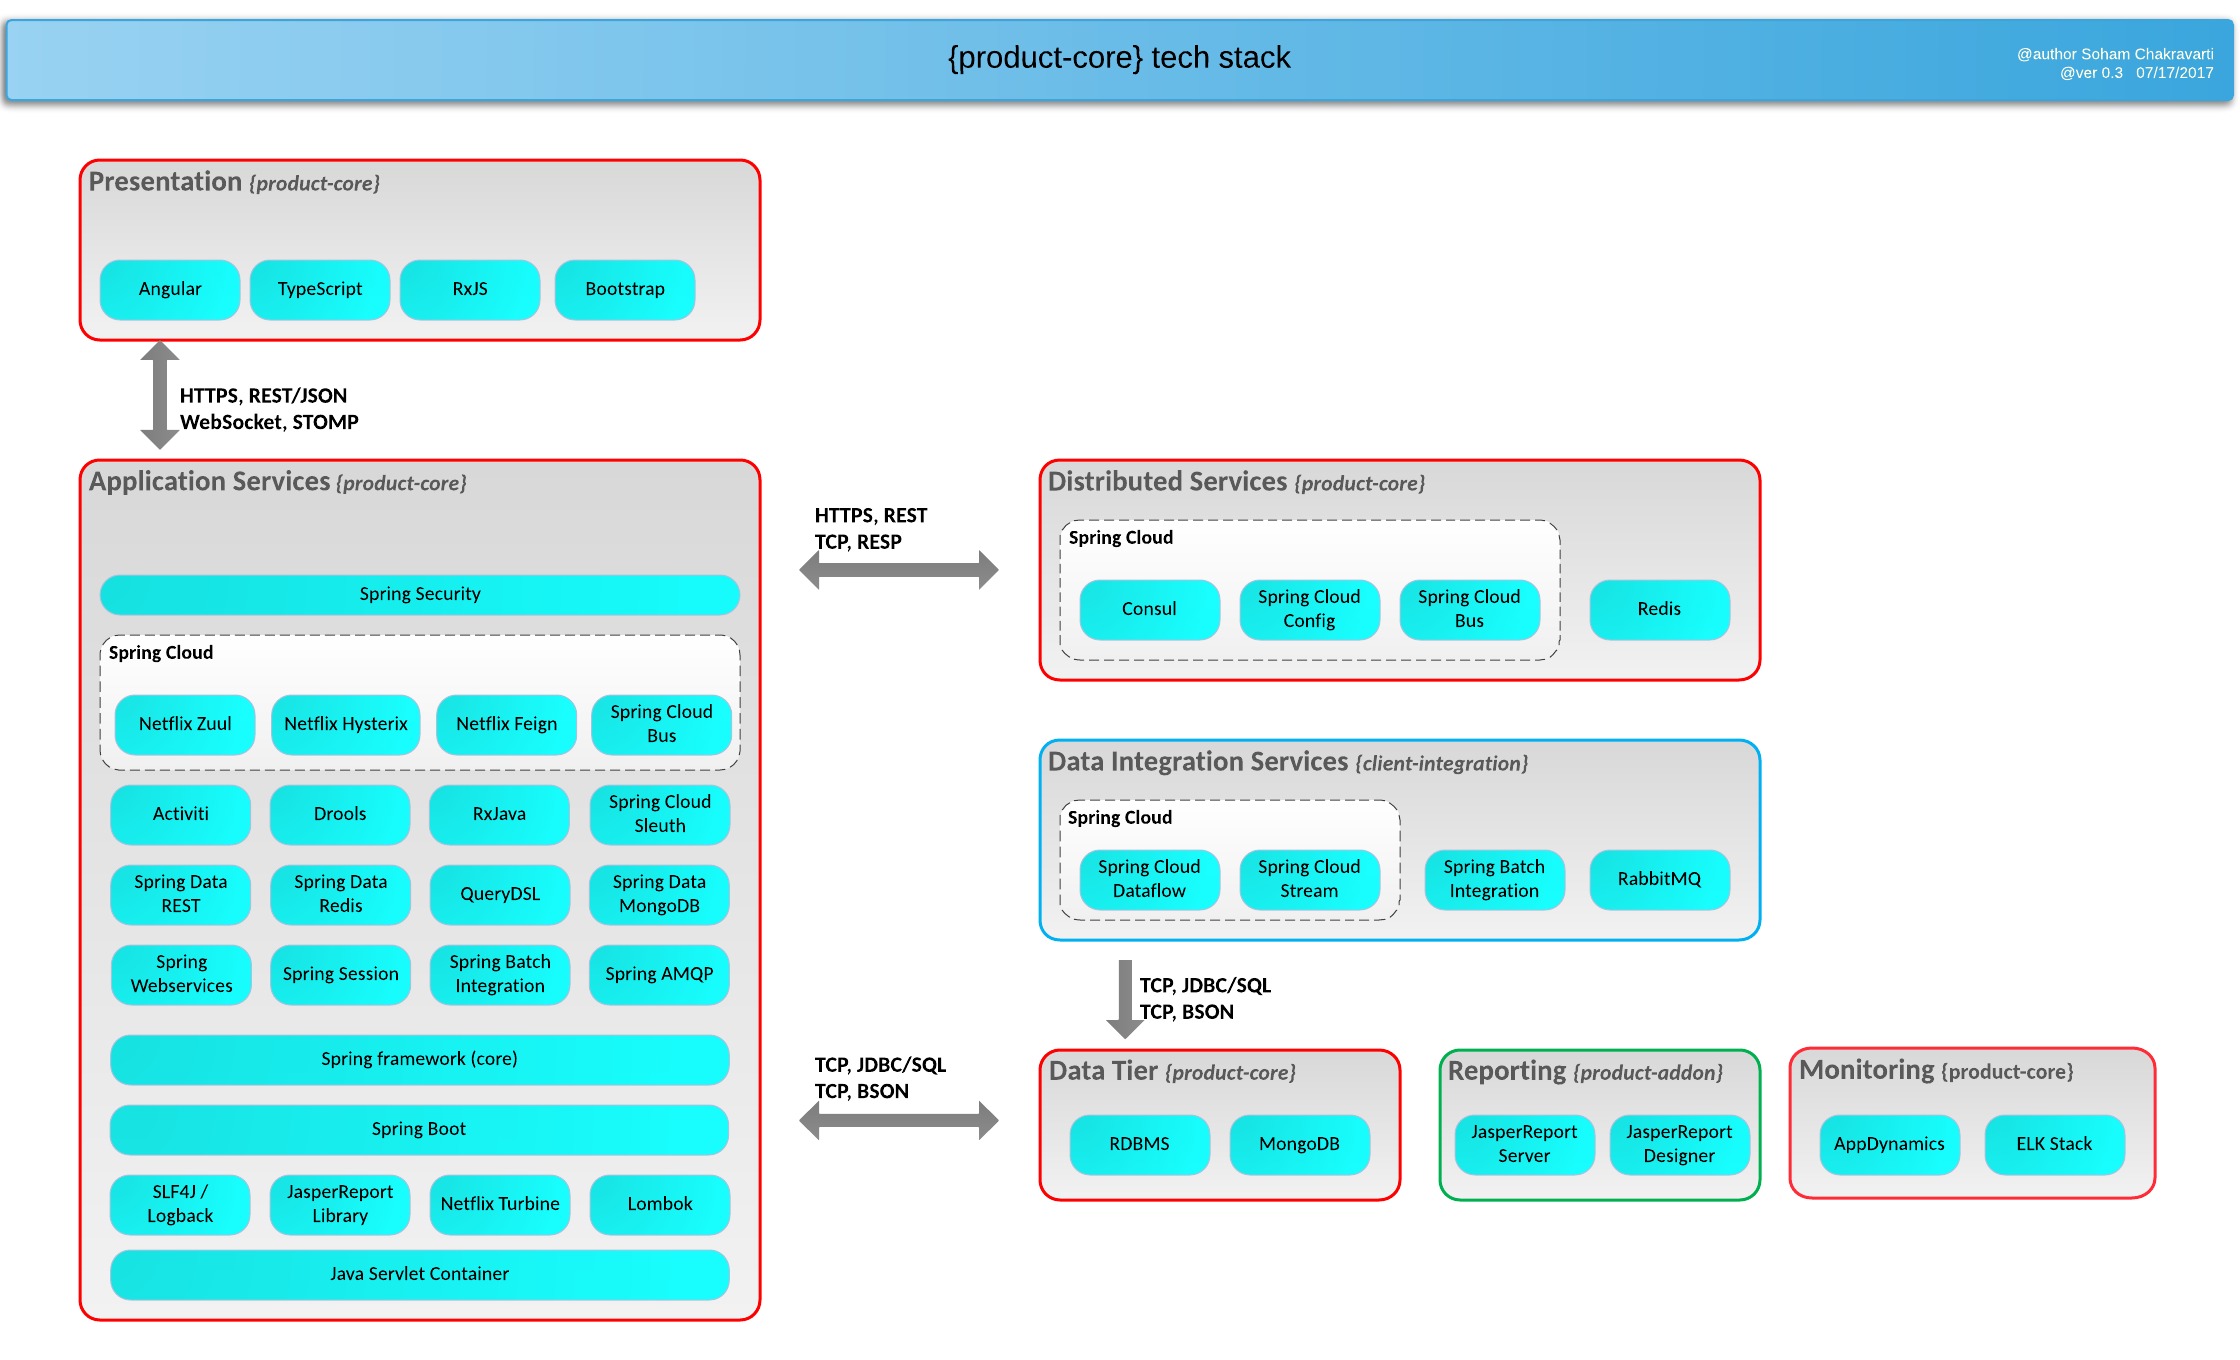 {product-core} tech stack
@author Soham Chakravarti
@ver 0.3 07/17/2017
Presentation {product-core}
Angular
TypeScript
RxJS
Bootstrap
HTTPS, REST/JSON
WebSocket, STOMP
Application Services {product-core}
Spring Security
Spring Cloud
Netflix Zuul
Netflix Hysterix
Netflix Feign
Spring Cloud
Bus
Activiti
Drools
RxJava
Spring Cloud
Sleuth
Spring Data
REST
Spring Data
Redis
QueryDSL
Spring Data
MongoDB
Spring
Webservices
Spring Session
Spring Batch
Integration
Spring AMQP
Spring framework (core)
Spring Boot
SLF4J /
Logback
JasperReport
Library
Netflix Turbine
Lombok
Java Servlet Container
HTTPS, REST
TCP, RESP
Distributed Services {product-core}
Spring Cloud
Consul
Spring Cloud
Config
Spring Cloud
Bus
Redis
Data Integration Services {client-integration}
Spring Cloud
Spring Cloud
Dataflow
Spring Cloud
Stream
Spring Batch
Integration
RabbitMQ
TCP, JDBC/SQL
TCP, BSON
TCP, JDBC/SQL
TCP, BSON
Data Tier {product-core}
RDBMS
MongoDB
Reporting {product-addon}
JasperReport
Server
JasperReport
Designer
Monitoring {product-core}
AppDynamics
ELK Stack